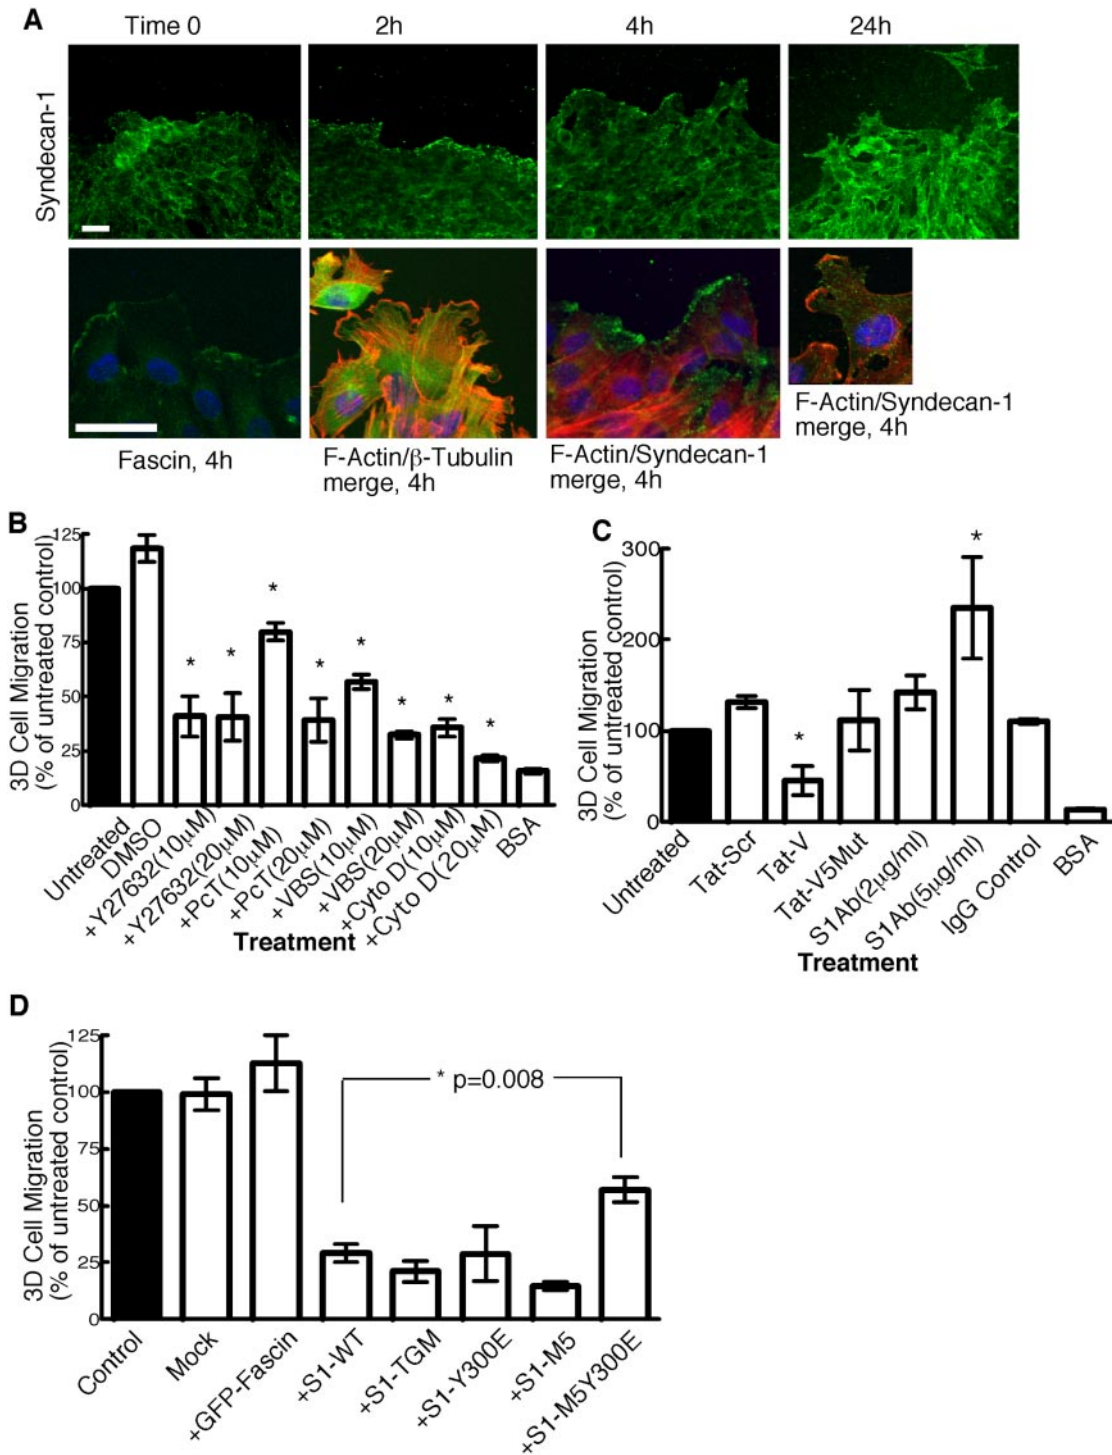 A
Time 0
2h
4h
24h
Syndecan-1
Fascin, 4h
F-Actin/β-Tubulin
merge, 4h
F-Actin/Syndecan-1
merge, 4h
F-Actin/Syndecan-1
merge, 4h
B
3D Cell Migration
(% of untreated control)
125
100
75
50
25
0
*
*
*
*
*
*
*
*
Untreated
DMSO
+Y27632(10μM)
+Y27632(20μM)
+PcT(10μM)
+PcT(20μM)
+VBS(10μM)
+VBS(20μM)
+Cyto D(10μM)
+Cyto D(20μM)
BSA
Treatment
C
3D Cell Migration
(% of untreated control)
300
200
100
0
*
*
Untreated
Tat-Scr
Tat-V
Tat-V5Mut
S1Ab(2μg/ml)
S1Ab(5μg/ml)
IgG Control
BSA
Treatment
D
3D Cell Migration
(% of untreated control)
125
100
75
50
25
0
* p=0.008
Control
Mock
+GFP-Fascin
+S1-WT
+S1-TGM
+S1-Y300E
+S1-M5
+S1-M5Y300E